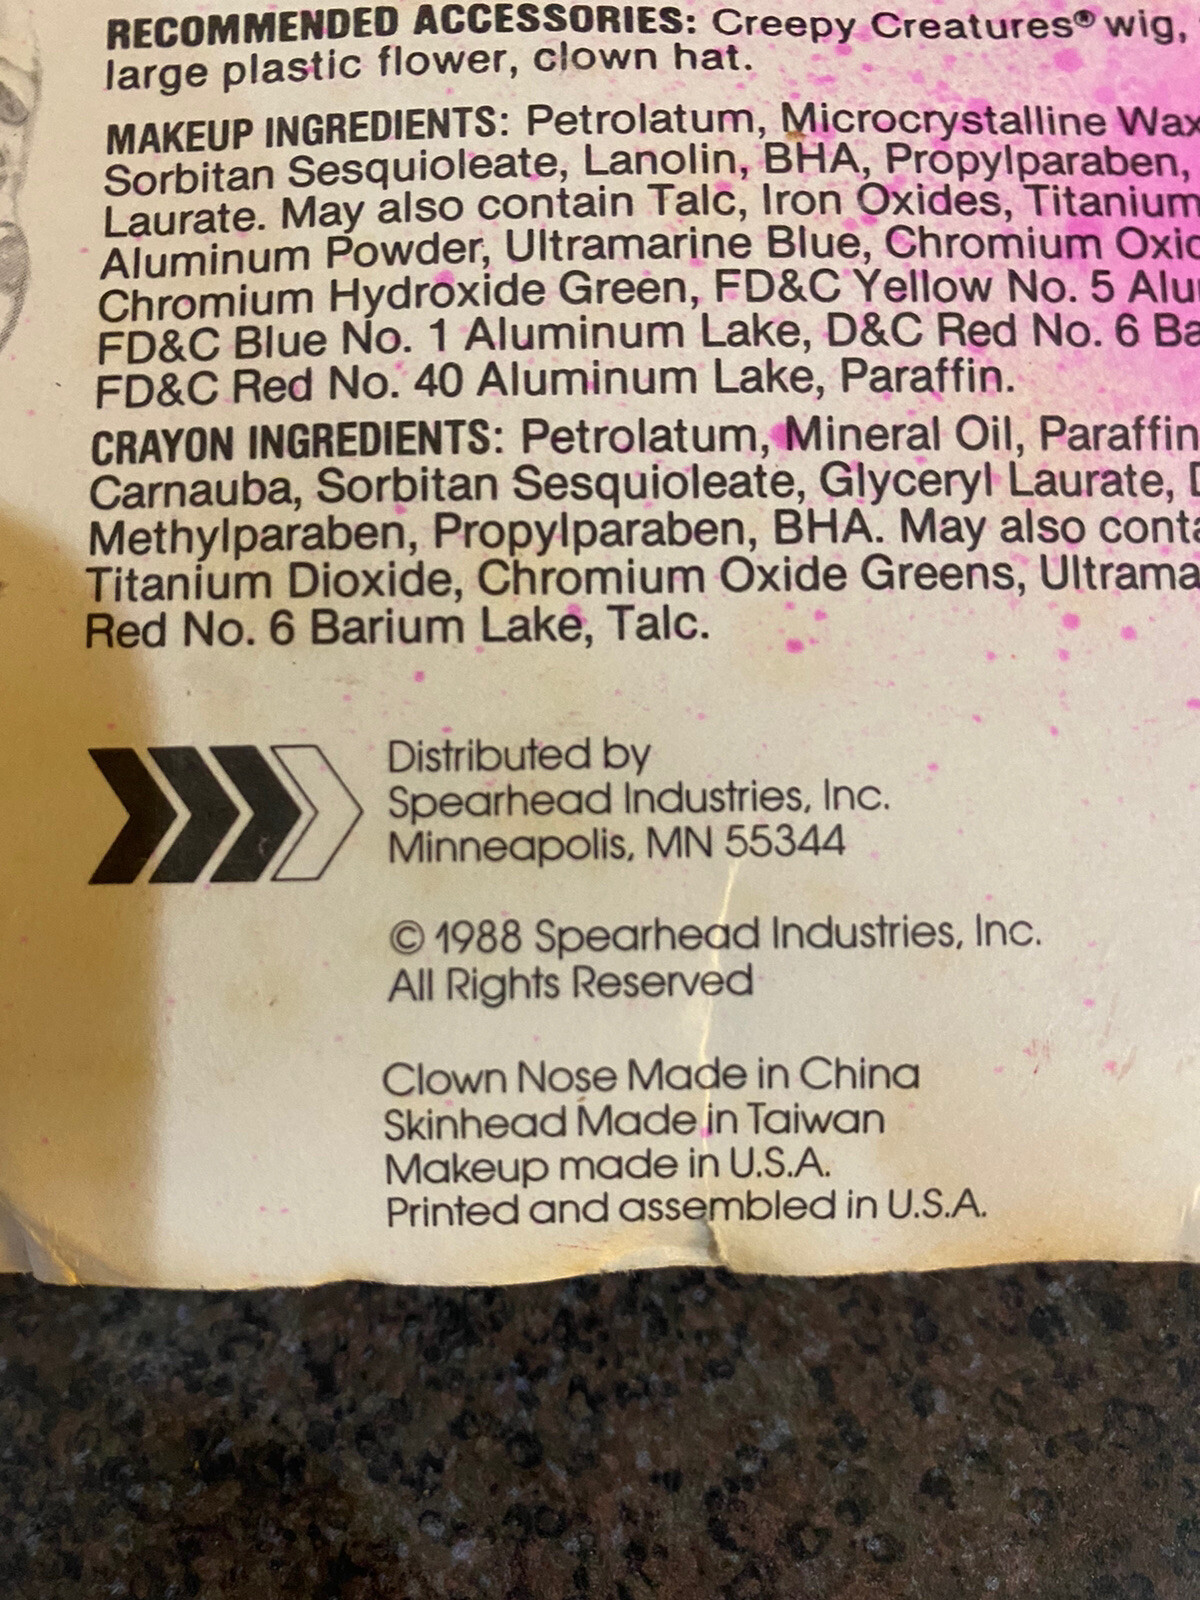 RECOMMENDED ACCESSORIES: Creepy Creatures® wig,
large plastic flower, clown hat.
MAKEUP INGREDIENTS: Petrolatum, Microcrystalline Wax
Sorbitan Sesquioleate, Lanolin, BHA, Propylparaben,
Laurate. May also contain Talc, Iron Oxides, Titanium
Aluminum Powder, Ultramarine Blue, Chromium
Chromium Hydroxide Green, FD&C Yellow No. 5
FD&C Blue No. 1 Aluminum Lake, D&C Red No. 6
FD&C Red No. 40 Aluminum Lake, Paraffin.
CRAYON INGREDIENTS: Petrolatum, Mineral Oil, Paraffin
Carnauba, Sorbitan Sesquioleate, Glyceryl Laurate,
Methylparaben, Propylparaben, BHA. May also
Titanium Dioxide, Chromium Oxide Greens,
Red No. 6 Barium Lake, Talc.
Distributed by
Spearhead Industries, Inc.
Minneapolis, MN 55344
© 1988 Spearhead Industries, Inc.
All Rights Reserved
Clown Nose Made in China
Skinhead Made in Taiwan
Makeup made in U.S.A.
Printed and assembled in U.S.A.